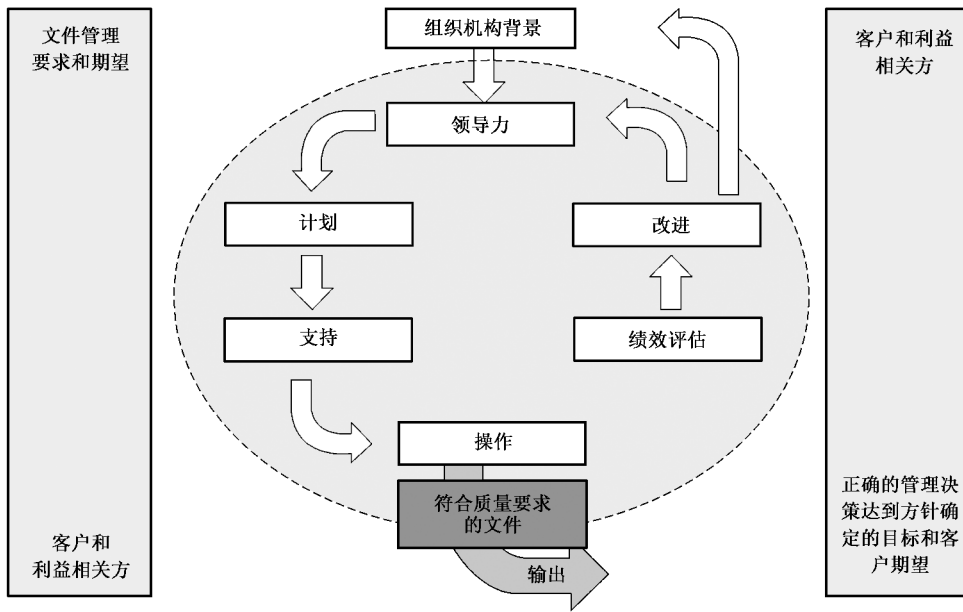 文件管理
要求和期望
客户和
利益相关方
组织机构背景
领导力
计划
支持
操作
符合质量要求
的文件
输出
绩效评估
改进
客户和利益
相关方
正确的管理决
策达到方针确
定的目标和客
户期望